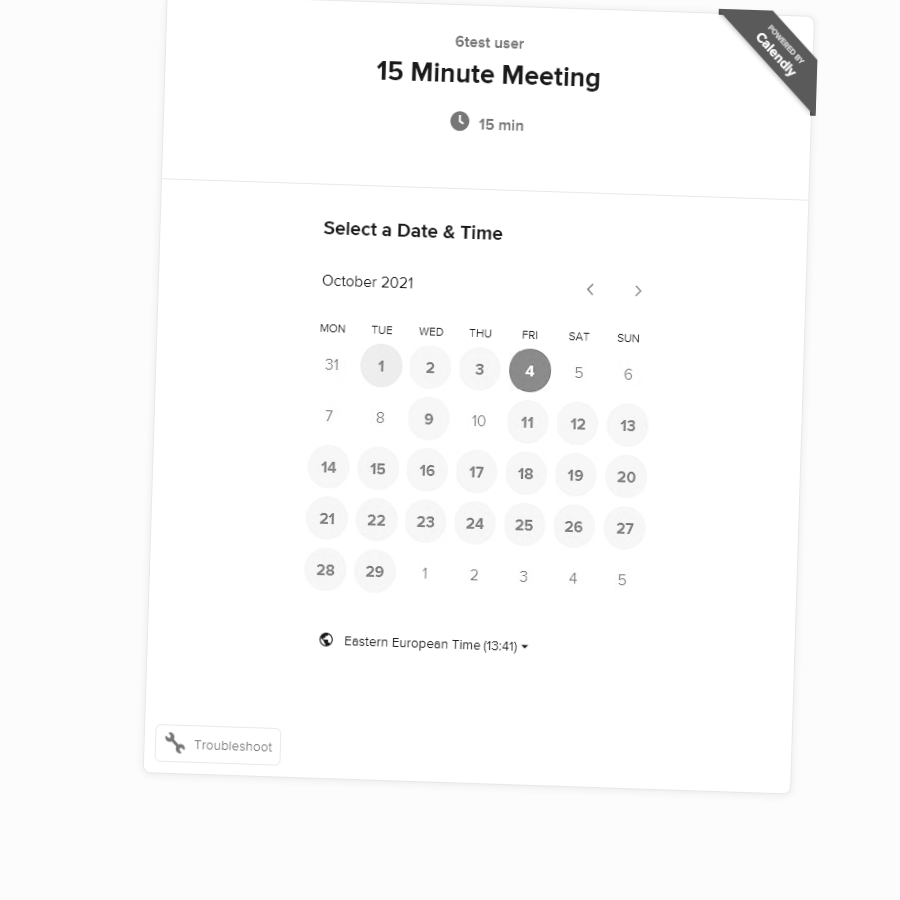 POWERED BY
Calendly
6test user
15 Minute Meeting
15 min
Select a Date & Time
October 2021
MON TUE WED THU FRI SAT SUN
31 1 2 3 4 5 6
7 8 9 10 11 12 13
14 15 16 17 18 19 20
21 22 23 24 25 26 27
28 29 1 2 3 4 5
Eastern European Time (13:41)
Troubleshoot